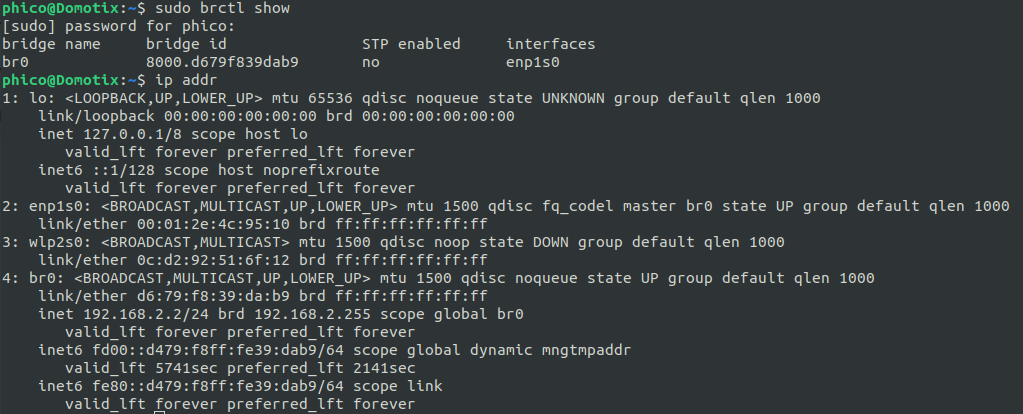 phico@Domotix:~$ sudo brctl show
[sudo] password for phico:
bridge name     bridge id               STP enabled     interfaces
br0             8000.d679f839dab9       no              enp1s0
phico@Domotix:~$ ip addr
1: lo: <LOOPBACK,UP,LOWER_UP> mtu 65536 qdisc noqueue state UNKNOWN group default qlen 1000
    link/loopback 00:00:00:00:00:00 brd 00:00:00:00:00:00
    inet 127.0.0.1/8 scope host lo
       valid_lft forever preferred_lft forever
    inet6 ::1/128 scope host noprefixroute
       valid_lft forever preferred_lft forever
2: enp1s0: <BROADCAST,MULTICAST,UP,LOWER_UP> mtu 1500 qdisc fq_codel master br0 state UP group default qlen 1000
    link/ether 00:01:2e:4c:95:10 brd ff:ff:ff:ff:ff:ff
3: wlp2s0: <BROADCAST,MULTICAST> mtu 1500 qdisc noop state DOWN group default qlen 1000
    link/ether 0c:d2:92:51:6f:12 brd ff:ff:ff:ff:ff:ff
4: br0: <BROADCAST,MULTICAST,UP,LOWER_UP> mtu 1500 qdisc noqueue state UP group default qlen 1000
    link/ether d6:79:f8:39:da:b9 brd ff:ff:ff:ff:ff:ff
    inet 192.168.2.2/24 brd 192.168.2.255 scope global br0
       valid_lft forever preferred_lft forever
    inet6 fd00::d479:f8ff:fe39:dab9/64 scope global dynamic mngtmpaddr
       valid_lft 5741sec preferred_lft 2141sec
    inet6 fe80::d479:f8ff:fe39:dab9/64 scope link
       valid_lft forever preferred_lft forever